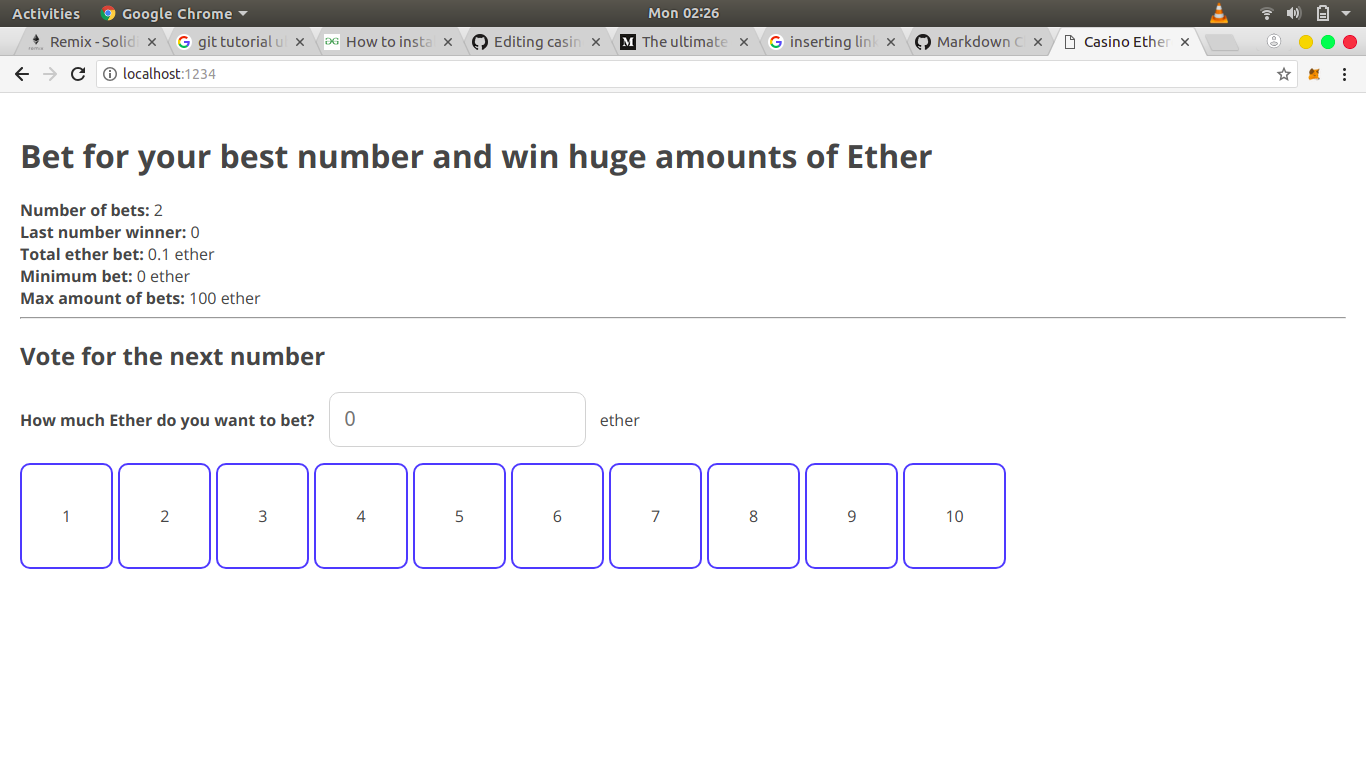 Activities Google Chrome Mon 02:26
Remix - Solid git tutorial u How to insta Editing casin The ultimate inserting link Markdown C Casino Ether
localhost:1234
Bet for your best number and win huge amounts of Ether
Number of bets: 2
Last number winner: 0
Total ether bet: 0.1 ether
Minimum bet: 0 ether
Max amount of bets: 100 ether
Vote for the next number
How much Ether do you want to bet? 0 ether
1 2 3 4 5 6 7 8 9 10